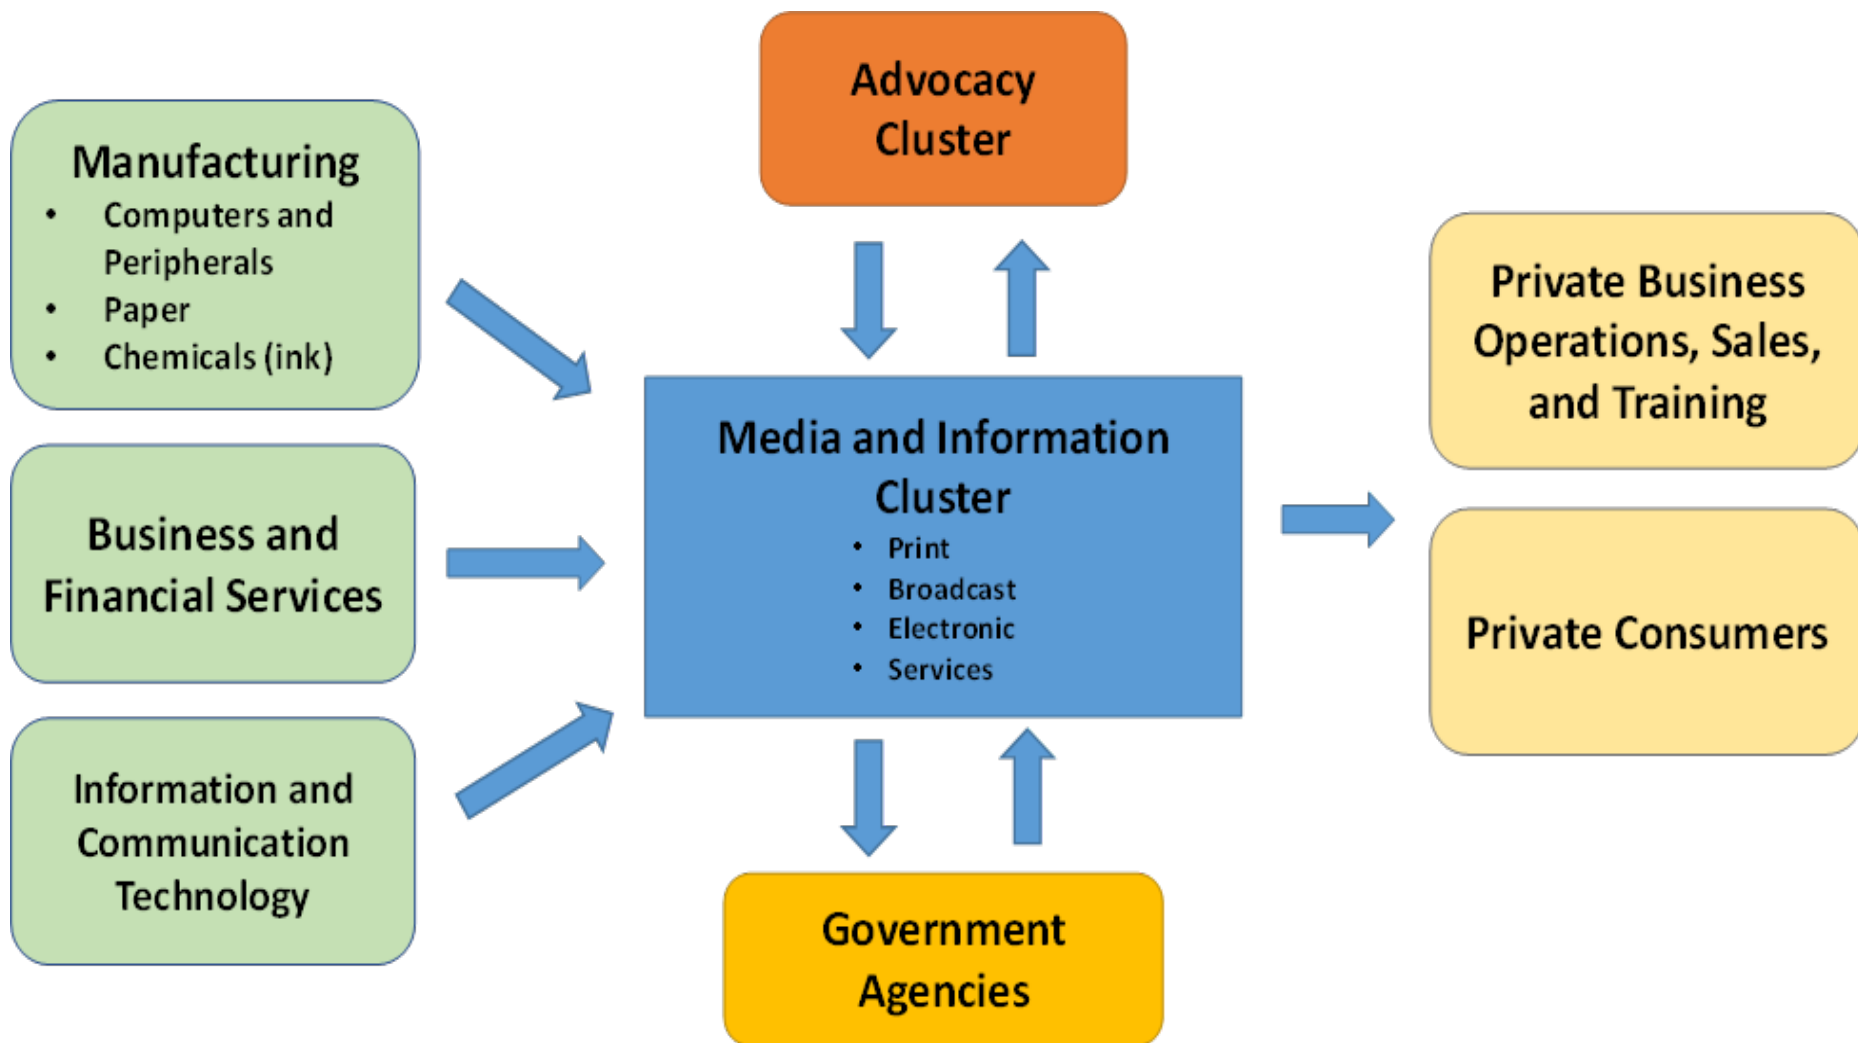 Advocacy
Cluster
Manufacturing
• Computers and
Peripherals
• Paper
• Chemicals (ink)
Business and
Financial Services
Information and
Communication
Technology
Media and Information
Cluster
• Print
• Broadcast
• Electronic
• Services
Government
Agencies
Private Business
Operations, Sales,
and Training
Private Consumers